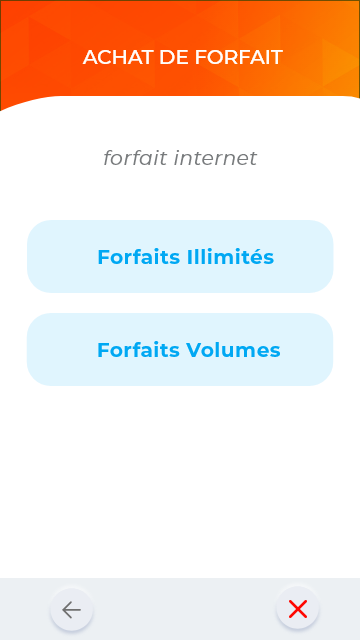 ACHAT DE FORFAIT
forfait internet
Forfaits Illimités
Forfaits Volumes